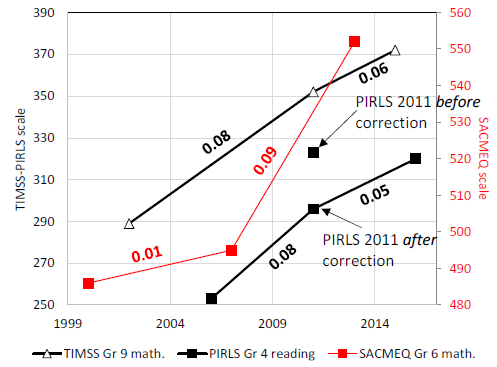 390
370
350
330
310
290
270
250
TIMSS-PIRLS scale
560
550
540
530
520
510
500
490
480
SACMEQ scale
0.06
PIRLS 2011 before
correction
0.08
0.09
0.05
PIRLS 2011 after
correction
0.01
0.08
1999 2004 2009 2014
TIMSS Gr 9 math. PIRLS Gr 4 reading SACMEQ Gr 6 math.